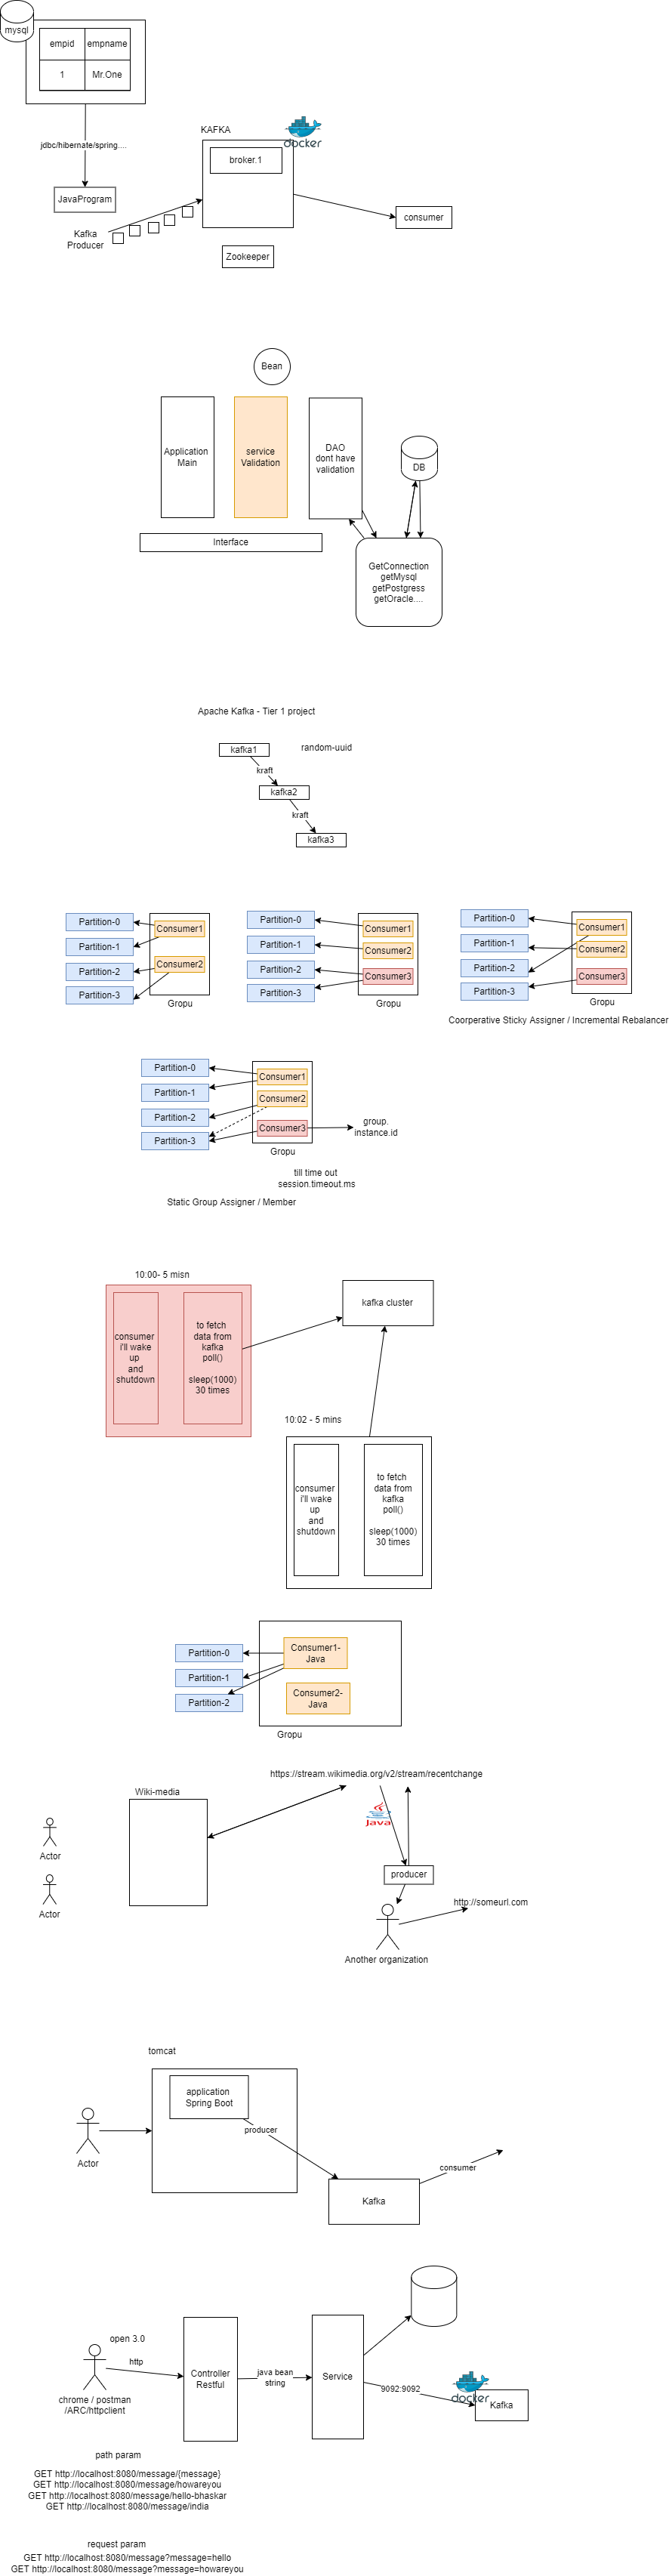 mysql
empid empname
1 Mr.One
jdbc/hibernate/spring....
JavaProgram
KAFKA
docker
broker.1
consumer
Kafka
Producer
Zookeeper
Bean
Application
Main
service
Validation
DAO
dont have
validation
DB
Interface
GetConnection
getMysql
getPostgress
getOracle....
Apache Kafka - Tier 1 project
kafka1
random-uuid
kraft
kafka2
kraft
kafka3
Partition-0
Partition-1
Partition-2
Partition-3
Consumer1
Consumer2
Gropu
Partition-0
Partition-1
Partition-2
Partition-3
Consumer1
Consumer2
Consumer3
Gropu
Partition-0
Partition-1
Partition-2
Partition-3
Consumer1
Consumer2
Consumer3
Gropu
Coorperative Sticky Assigner / Incremental Rebalancer
Partition-0
Partition-1
Partition-2
Partition-3
Consumer1
Consumer2
Consumer3
Gropu
group.
instance.id
till time out
session.timeout.ms
Static Group Assigner / Member
10:00- 5 misn
consumer
i'll wake
up
and
shutdown
to fetch
data from
kafka
poll()
sleep(1000)
30 times
kafka cluster
10:02 - 5 mins
consumer
i'll wake
up
and
shutdown
to fetch
data from
kafka
poll()
sleep(1000)
30 times
Partition-0
Partition-1
Partition-2
Consumer1-
Java
Consumer2-
Java
Gropu
https://stream.wikimedia.org/v2/stream/recentchange
Wiki-media
Java
Actor
Actor
producer
http://someurl.com
Another organization
tomcat
application
Spring Boot
producer
Actor
consumer
Kafka
open 3.0
http
chrome / postman
/ARC/httpclient
Controller
Restful
java bean
string
Service
9092:9092
docker
Kafka
path param
GET http://localhost:8080/message/{message}
GET http://localhost:8080/message/howareyou
GET http://localhost:8080/message/hello-bhaskar
GET http://localhost:8080/message/india
request param
GET http://localhost:8080/message?message=hello
GET http://localhost:8080/message?message=howareyou